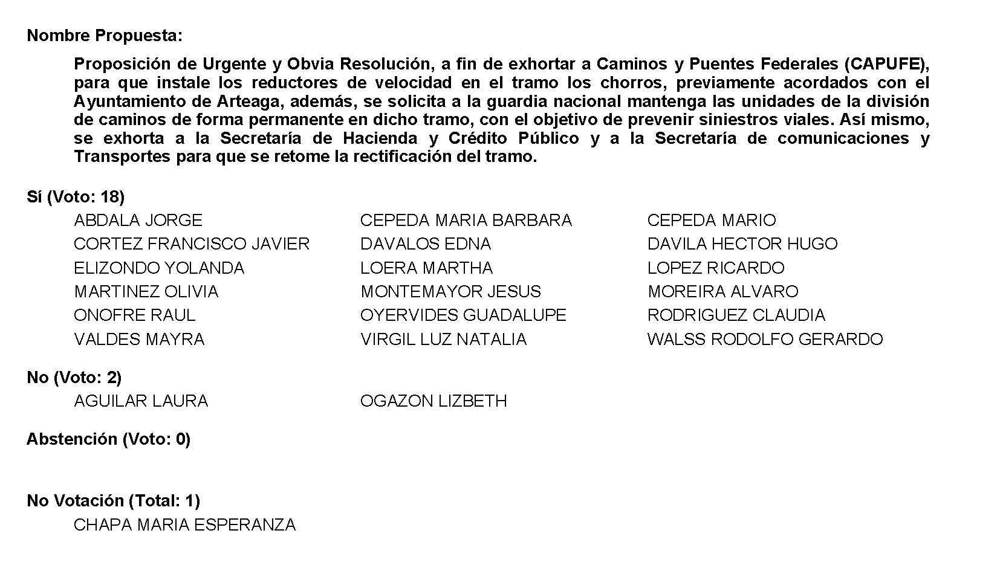 Nombre Propuesta:
Proposición de Urgente y Obvia Resolución, a fin de exhortar a Caminos y Puentes Federales (CAPUFE),
para que instale los reductores de velocidad en el tramo los chorros, previamente acordados con el
Ayuntamiento de Arteaga, además, se solicita a la guardia nacional mantenga las unidades de la división
de caminos de forma permanente en dicho tramo, con el objetivo de prevenir siniestros viales. Así mismo,
se exhorta a la Secretaría de Hacienda y Crédito Público y a la Secretaría de comunicaciones y
Transportes para que se retome la rectificación del tramo.
Sí (Voto: 18)
ABDALA JORGE CEPEDA MARIA BARBARA CEPEDA MARIO
CORTEZ FRANCISCO JAVIER DAVALOS EDNA DAVILA HECTOR HUGO
ELIZONDO YOLANDA LOERA MARTHA LOPEZ RICARDO
MARTINEZ OLIVIA MONTEMAYOR JESUS MOREIRA ALVARO
ONOFRE RAUL OYERVIDES GUADALUPE RODRIGUEZ CLAUDIA
VALDES MAYRA VIRGIL LUZ NATALIA WALSS RODOLFO GERARDO
No (Voto: 2)
AGUILAR LAURA OGAZON LIZBETH
Abstención (Voto: 0)
No Votación (Total: 1)
CHAPA MARIA ESPERANZA